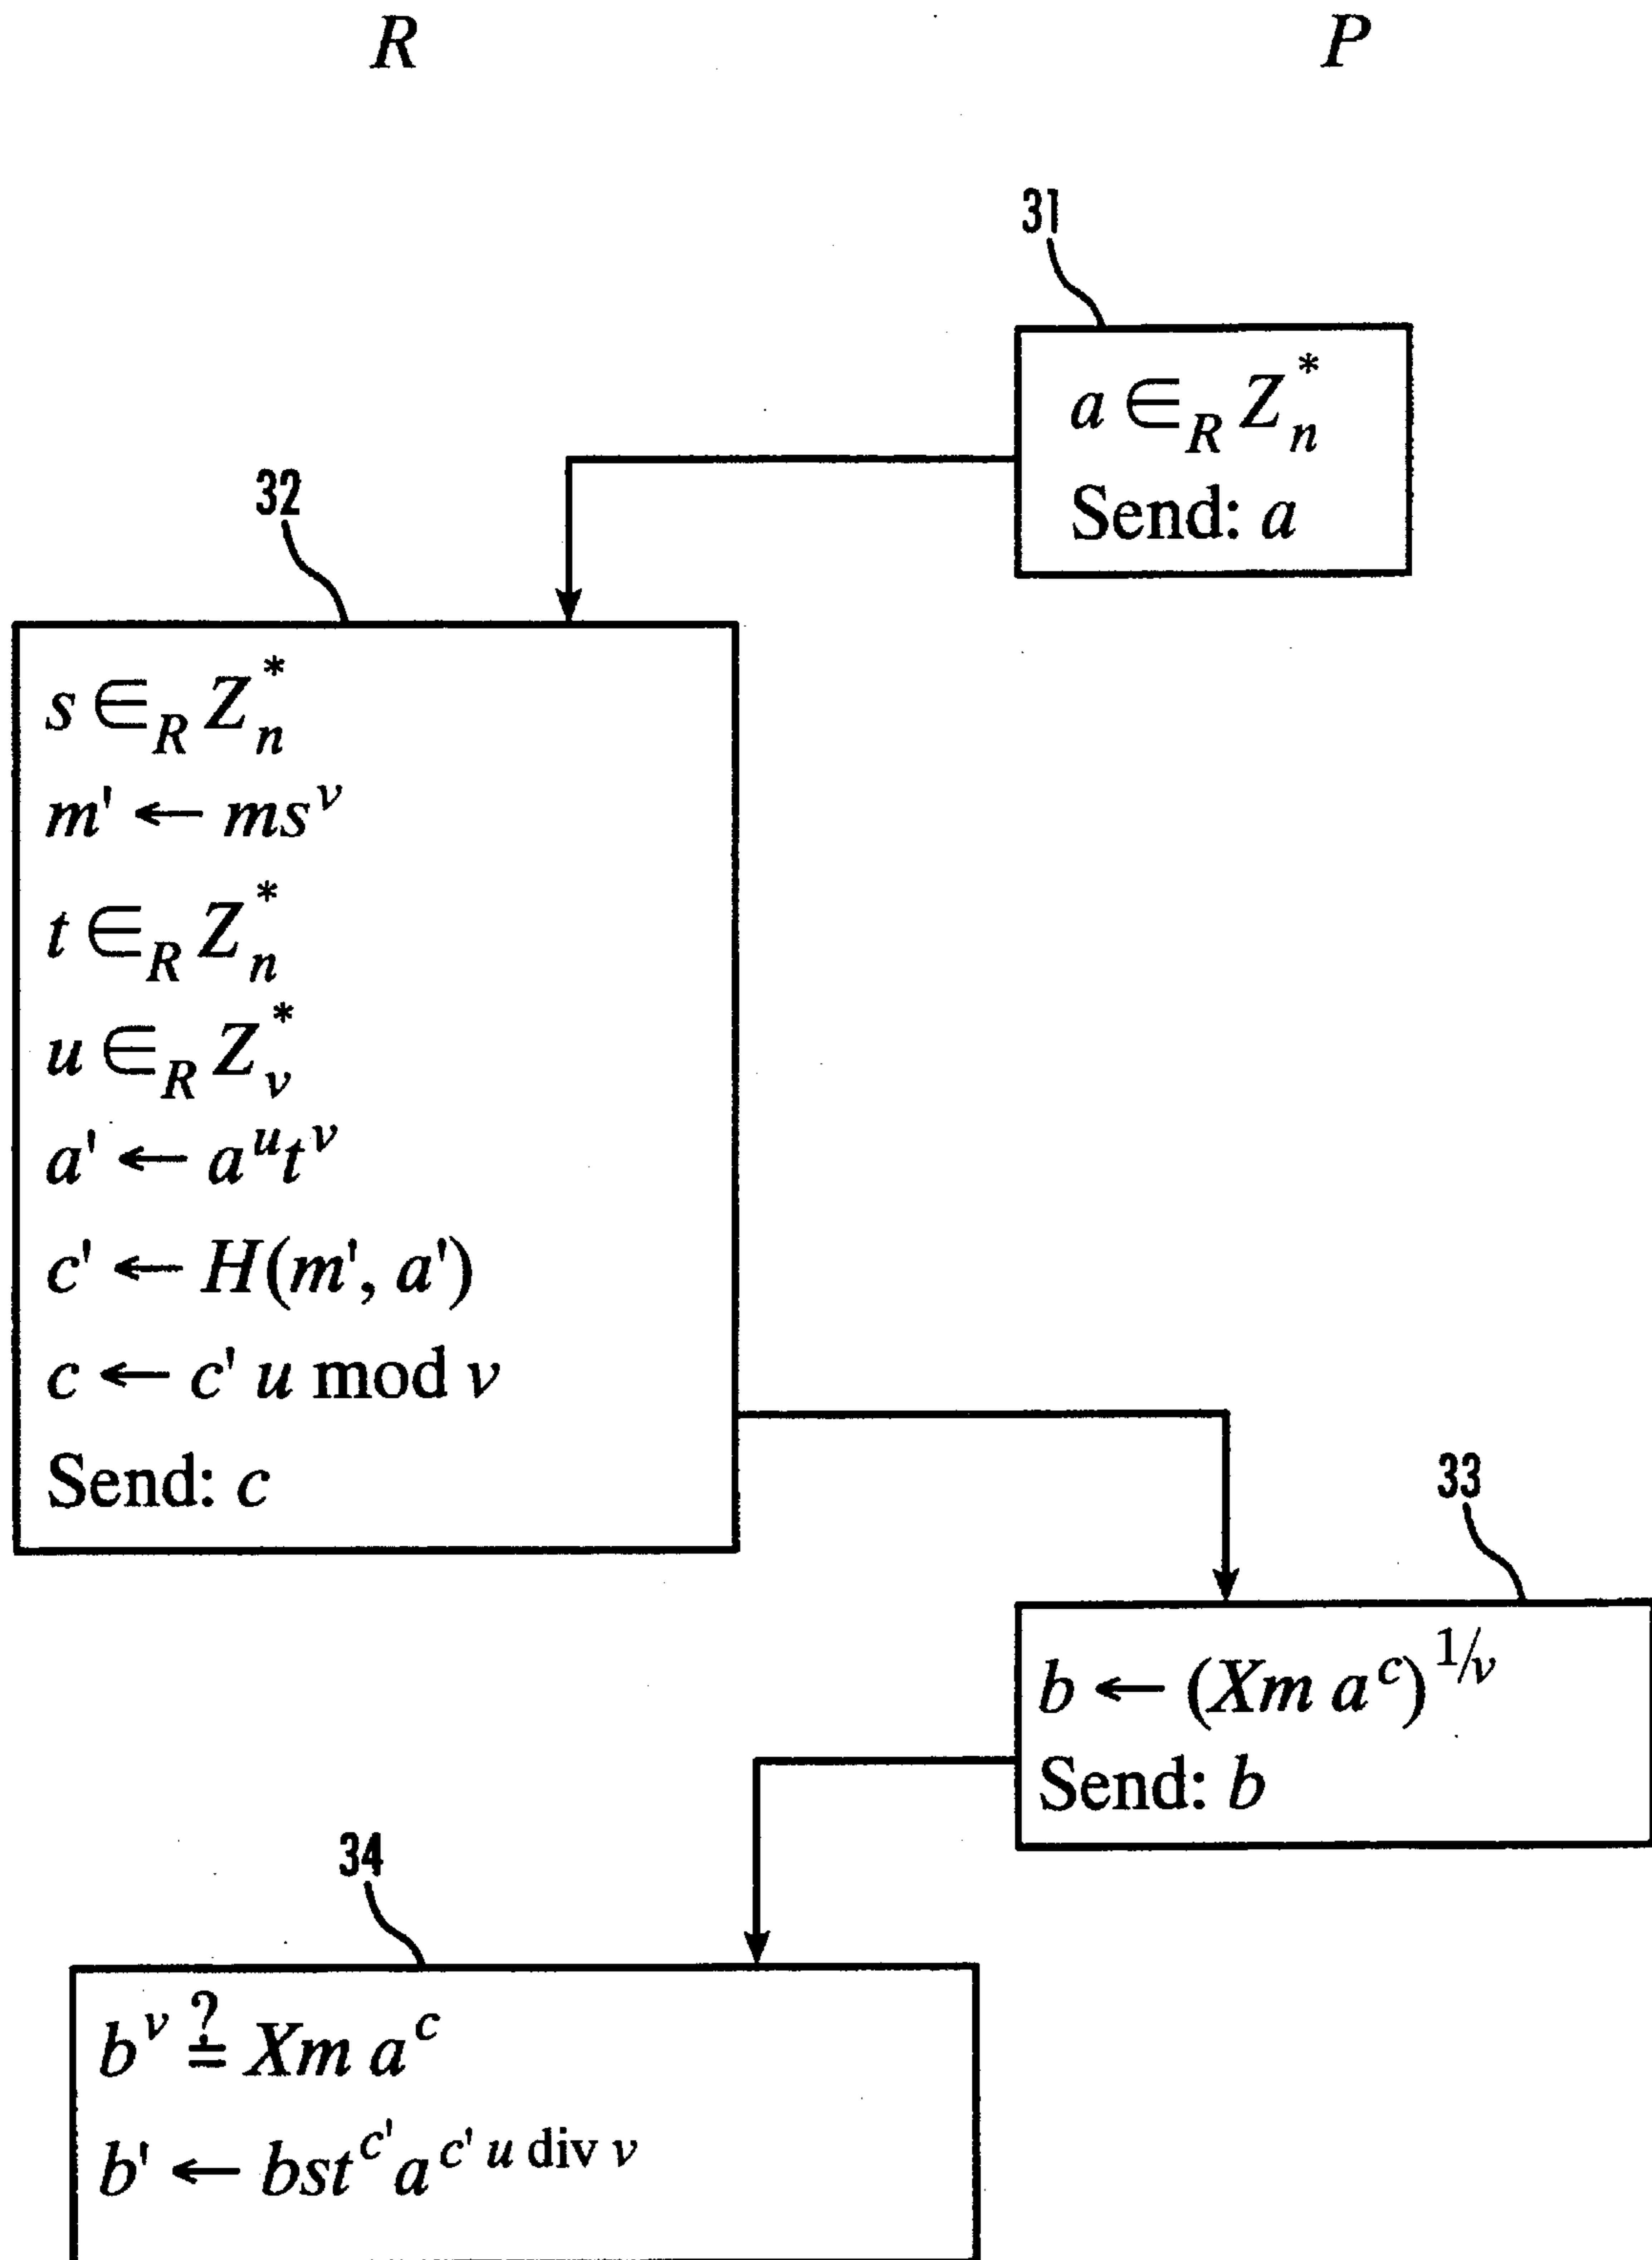 R P
31
a ∈_R Z_n^*
Send: a
32
s ∈_R Z_n^*
m' ← ms^v
t ∈_R Z_n^*
u ∈_R Z_v^*
a' ← a^u t^v
c' ← H(m', a')
c ← c' u mod v
Send: c
33
b ← (Xm a^c)^{1/v}
Send: b
34
b^v ≟ Xm a^c
b' ← bst^{c'} a^{c' u div v}